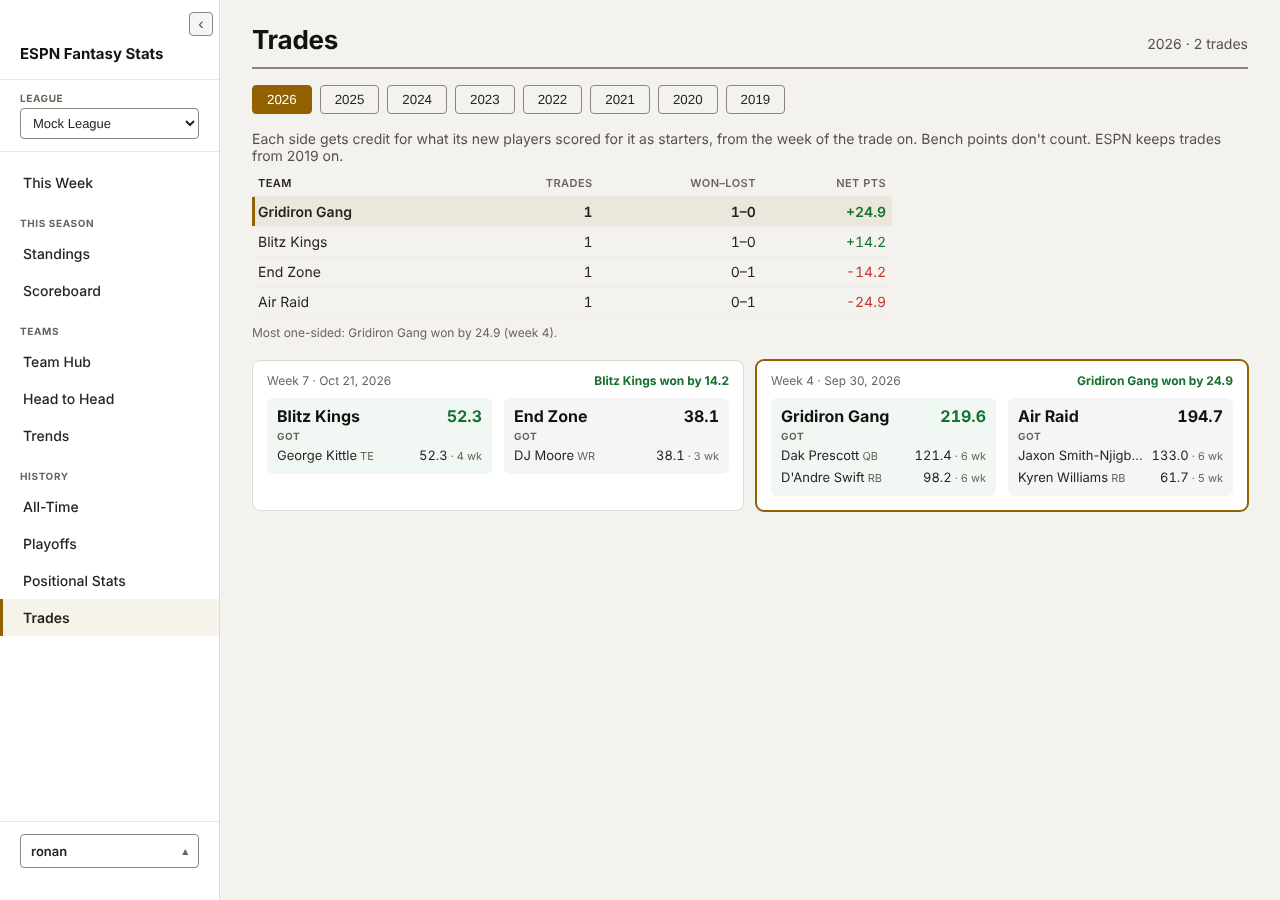 ‹
ESPN Fantasy Stats
LEAGUE
Mock League
This Week
THIS SEASON
Standings
Scoreboard
TEAMS
Team Hub
Head to Head
Trends
HISTORY
All-Time
Playoffs
Positional Stats
Trades
ronan ▲
Trades
2026 · 2 trades
2026 2025 2024 2023 2022 2021 2020 2019
Each side gets credit for what its new players scored for it as starters, from the week of the trade on. Bench points don't count. ESPN keeps trades
from 2019 on.
TEAM TRADES WON–LOST NET PTS
Gridiron Gang 1 1–0 +24.9
Blitz Kings 1 1–0 +14.2
End Zone 1 0–1 -14.2
Air Raid 1 0–1 -24.9
Most one-sided: Gridiron Gang won by 24.9 (week 4).
Week 7 · Oct 21, 2026 Blitz Kings won by 14.2
Blitz Kings 52.3
GOT
George Kittle TE 52.3 · 4 wk
End Zone 38.1
GOT
DJ Moore WR 38.1 · 3 wk
Week 4 · Sep 30, 2026 Gridiron Gang won by 24.9
Gridiron Gang 219.6
GOT
Dak Prescott QB 121.4 · 6 wk
D'Andre Swift RB 98.2 · 6 wk
Air Raid 194.7
GOT
Jaxon Smith-Njigb... 133.0 · 6 wk
Kyren Williams RB 61.7 · 5 wk